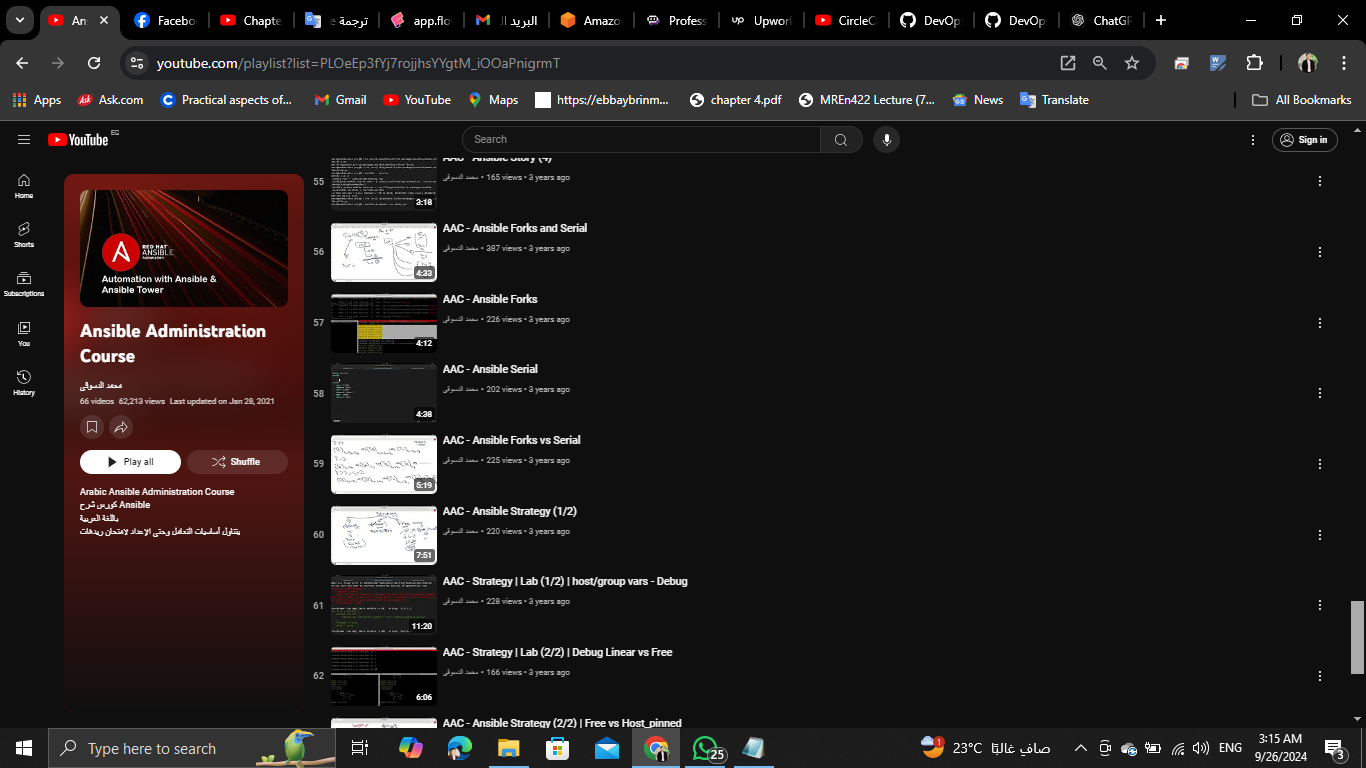 An
Facebo
Chapte
ترجمة e
app.flo
البريد ال
Amazo
Profess
Upwor
CircleC
DevOp
DevOp
ChatGP
youtube.com/playlist?list=PLOeEp3fYj7rojjhsYYgtM_iOOaPnigrmT
Apps
Ask.com
Practical aspects of...
Gmail
YouTube
Maps
https://ebbaybrinm...
chapter 4.pdf
MREn422 Lecture (7...
News
Translate
All Bookmarks
YouTube EG
Search
Sign in
Home
Shorts
Subscriptions
You
History
RED HAT
ANSIBLE
Automation
Automation with Ansible &
Ansible Tower
Ansible Administration
Course
محمد الدسوقى
66 videos 62,213 views Last updated on Jan 28, 2021
Play all
Shuffle
Arabic Ansible Administration Course
كورس شرح Ansible
باللغة العربية
يتناول أساسيات التعامل وحتى الاعداد لامتحان ريدهات
55
3:18
AAC - Ansible Story (4)
محمد الدسوقى • 165 views • 3 years ago
56
4:33
AAC - Ansible Forks and Serial
محمد الدسوقى • 387 views • 3 years ago
57
4:12
AAC - Ansible Forks
محمد الدسوقى • 226 views • 3 years ago
58
4:38
AAC - Ansible Serial
محمد الدسوقى • 202 views • 3 years ago
59
5:19
AAC - Ansible Forks vs Serial
محمد الدسوقى • 225 views • 3 years ago
60
7:51
AAC - Ansible Strategy (1/2)
محمد الدسوقى • 220 views • 3 years ago
61
11:20
AAC - Strategy | Lab (1/2) | host/group vars - Debug
محمد الدسوقى • 228 views • 3 years ago
62
6:06
AAC - Strategy | Lab (2/2) | Debug Linear vs Free
محمد الدسوقى • 166 views • 3 years ago
AAC - Ansible Strategy (2/2) | Free vs Host_pinned
Type here to search
25
1
23°C صافٍ غالبًا
ENG
3:15 AM
9/26/2024
3